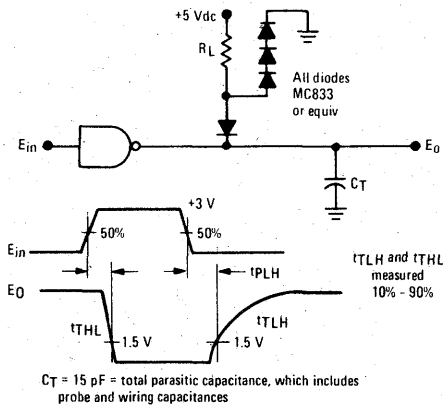 +5 Vdc
RL
All diodes
MC833
or equiv
Ein
Eo
CT
+3 V
50%
50%
Ein
tPLH
tTLH and tTHL
measured
10% - 90%
EO
tTHL
tTLH
1.5 V
1.5 V
CT = 15 pF = total parasitic capacitance, which includes
probe and wiring capacitances